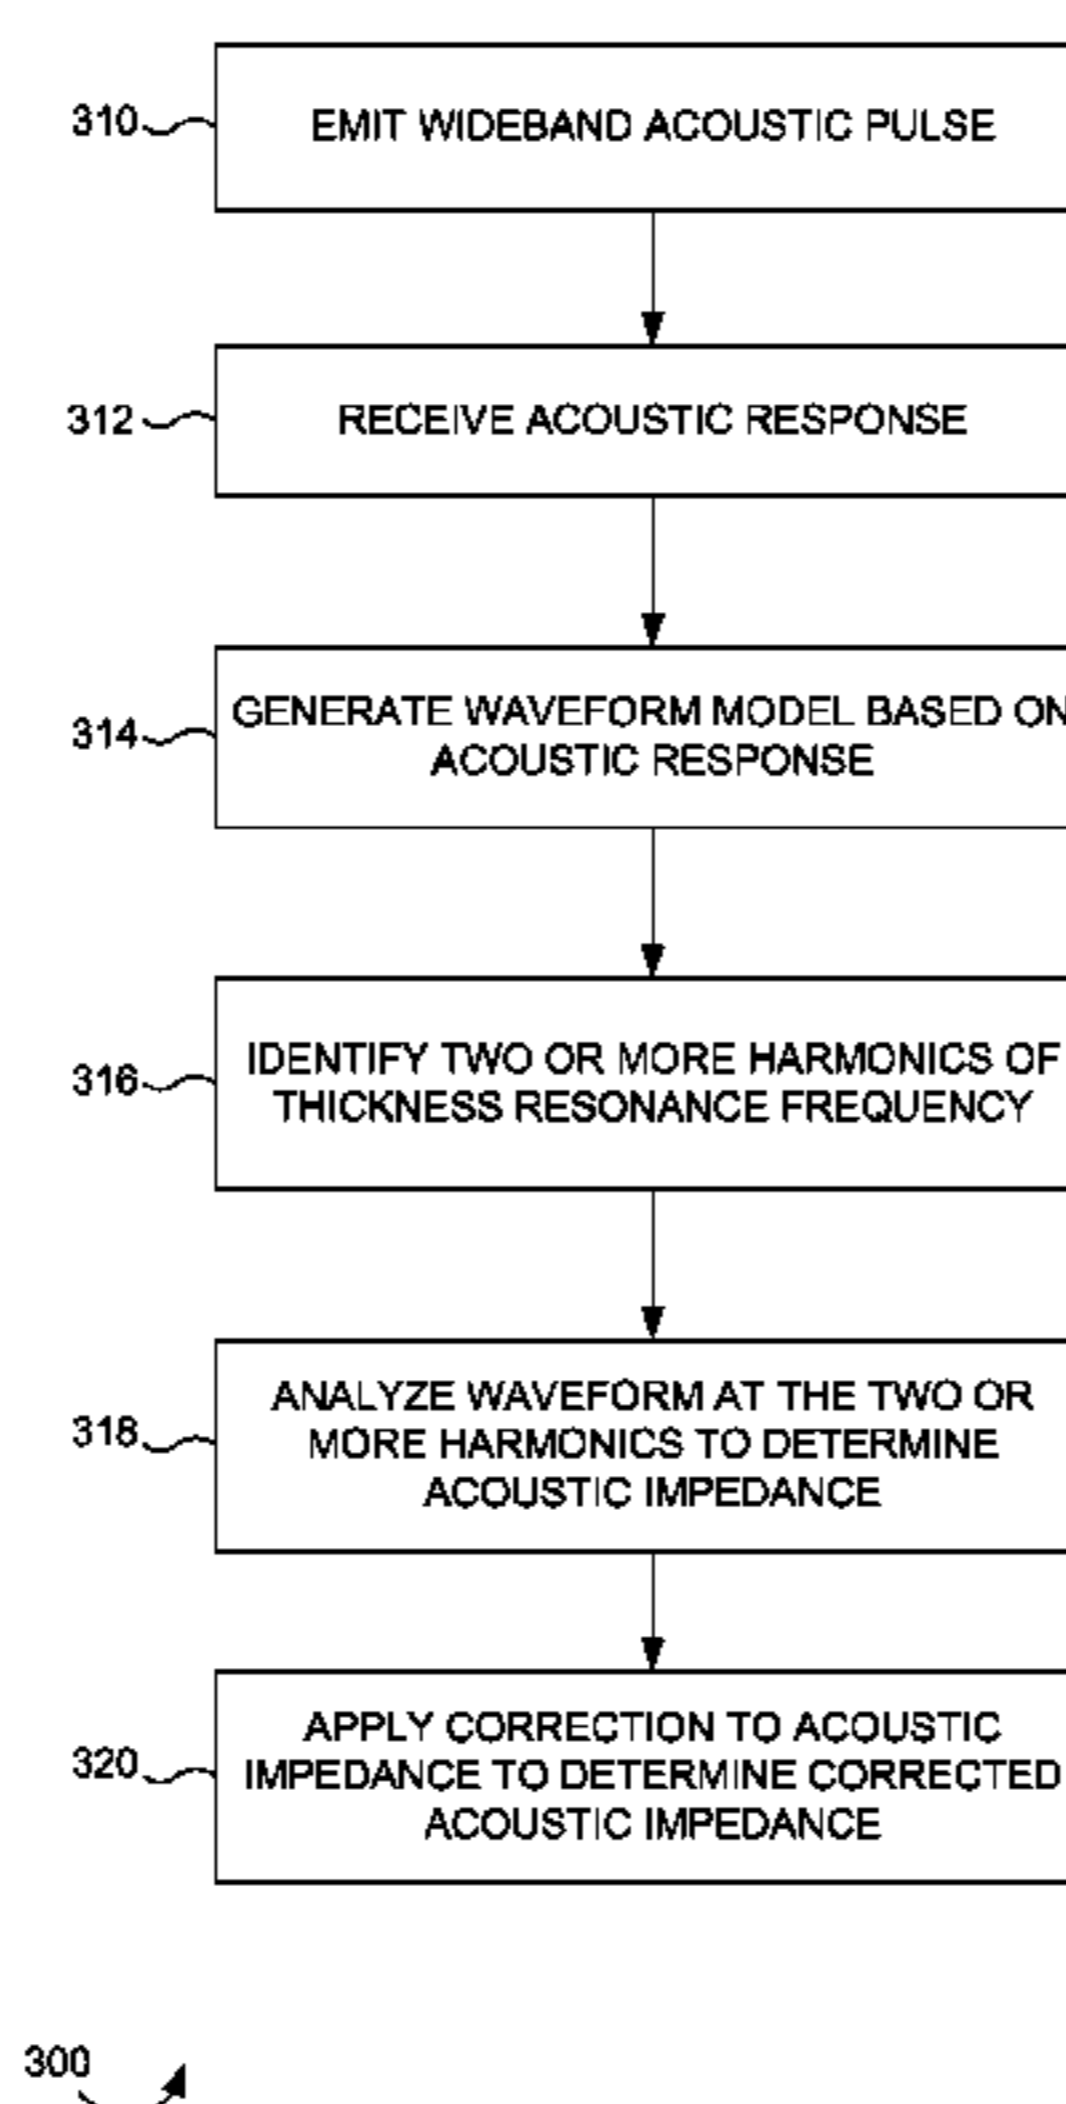 310
EMIT WIDEBAND ACOUSTIC PULSE
312
RECEIVE ACOUSTIC RESPONSE
314
GENERATE WAVEFORM MODEL BASED ON
ACOUSTIC RESPONSE
316
IDENTIFY TWO OR MORE HARMONICS OF
THICKNESS RESONANCE FREQUENCY
318
ANALYZE WAVEFORM AT THE TWO OR
MORE HARMONICS TO DETERMINE
ACOUSTIC IMPEDANCE
320
APPLY CORRECTION TO ACOUSTIC
IMPEDANCE TO DETERMINE CORRECTED
ACOUSTIC IMPEDANCE
300